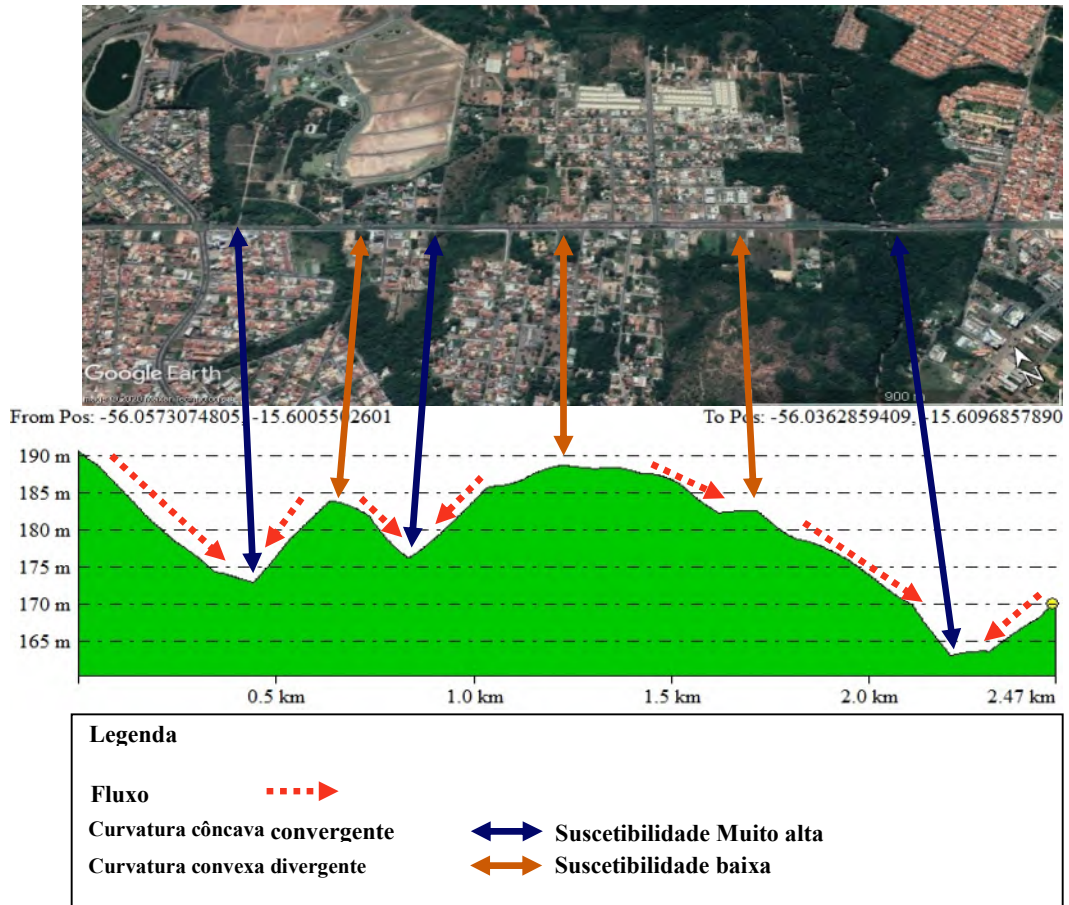 Google Earth
900 m
N
From Pos: -56.0573074805, -15.6005502601
To Pos: -56.0362859409, -15.6096857890
190 m
185 m
180 m
175 m
170 m
165 m
0.5 km
1.0 km
1.5 km
2.0 km
2.47 km
Legenda
Fluxo
Curvatura côncava convergente
Suscetibilidade Muito alta
Curvatura convexa divergente
Suscetibilidade baixa